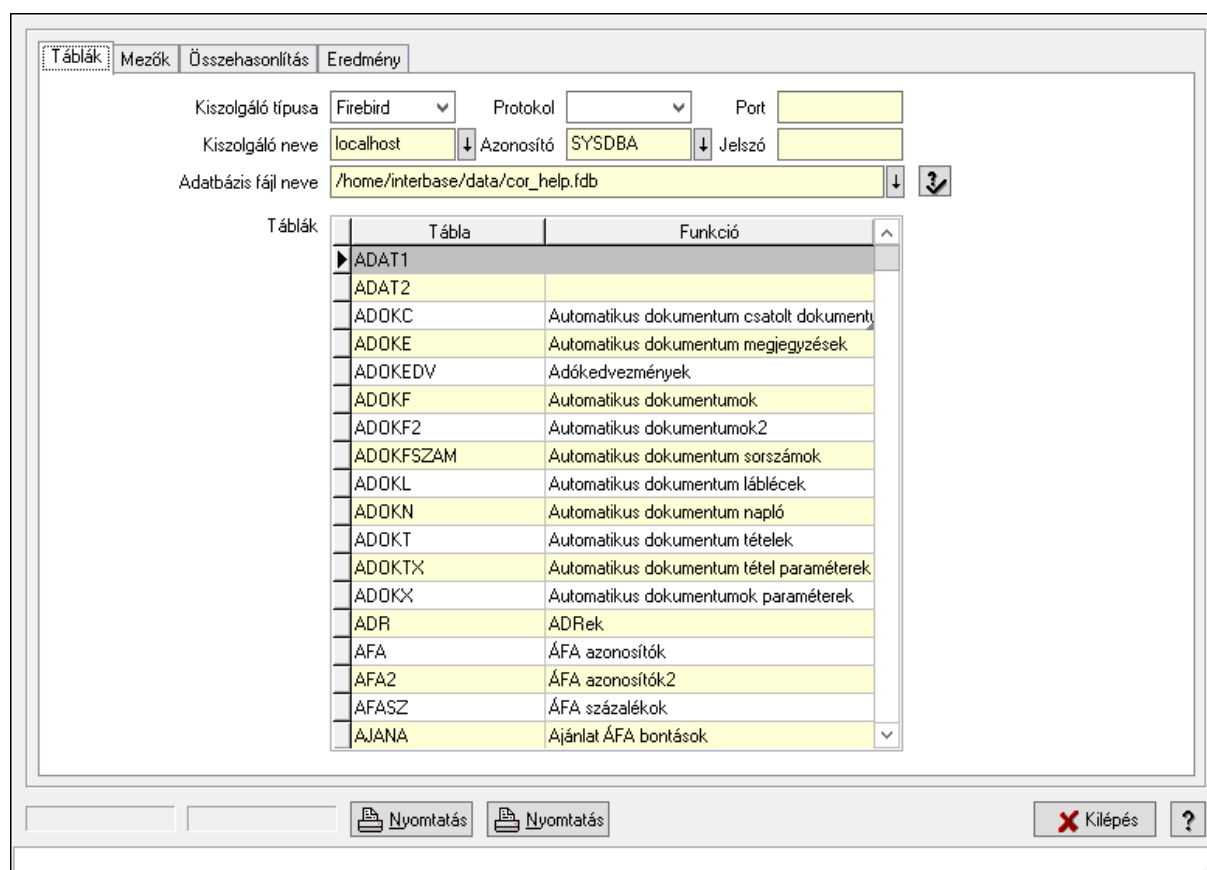 Táblák Mezők Összehasonlítás Eredmény
Kiszolgáló típusa Firebird Protokol Port
Kiszolgáló neve localhost Azonosító SYSDBA Jelszó
Adatbázis fájl neve /home/interbase/data/cor_help.fdb
Táblák Tábla Funkció
ADAT1
ADAT2
ADOKC Automatikus dokumentum csatolt
ADOKE Automatikus dokumentum megjegyzések
ADOKEDV Adókedvezmények
ADOKF Automatikus dokumentumok
ADOKF2 Automatikus dokumentumok2
ADOKFSZAM Automatikus dokumentum sorszámok
ADOKL Automatikus dokumentum láblécek
ADOKN Automatikus dokumentum napló
ADOKT Automatikus dokumentum tételek
ADOKTX Automatikus dokumentum tétel paraméterek
ADOKX Automatikus dokumentumok paraméterek
ADR ADRek
AFA ÁFA azonosítók
AFA2 ÁFA azonosítók2
AFASZ ÁFA százalékok
AJANA Ajánlat ÁFA bontások
Nyomtatás Nyomtatás Kilépés ?